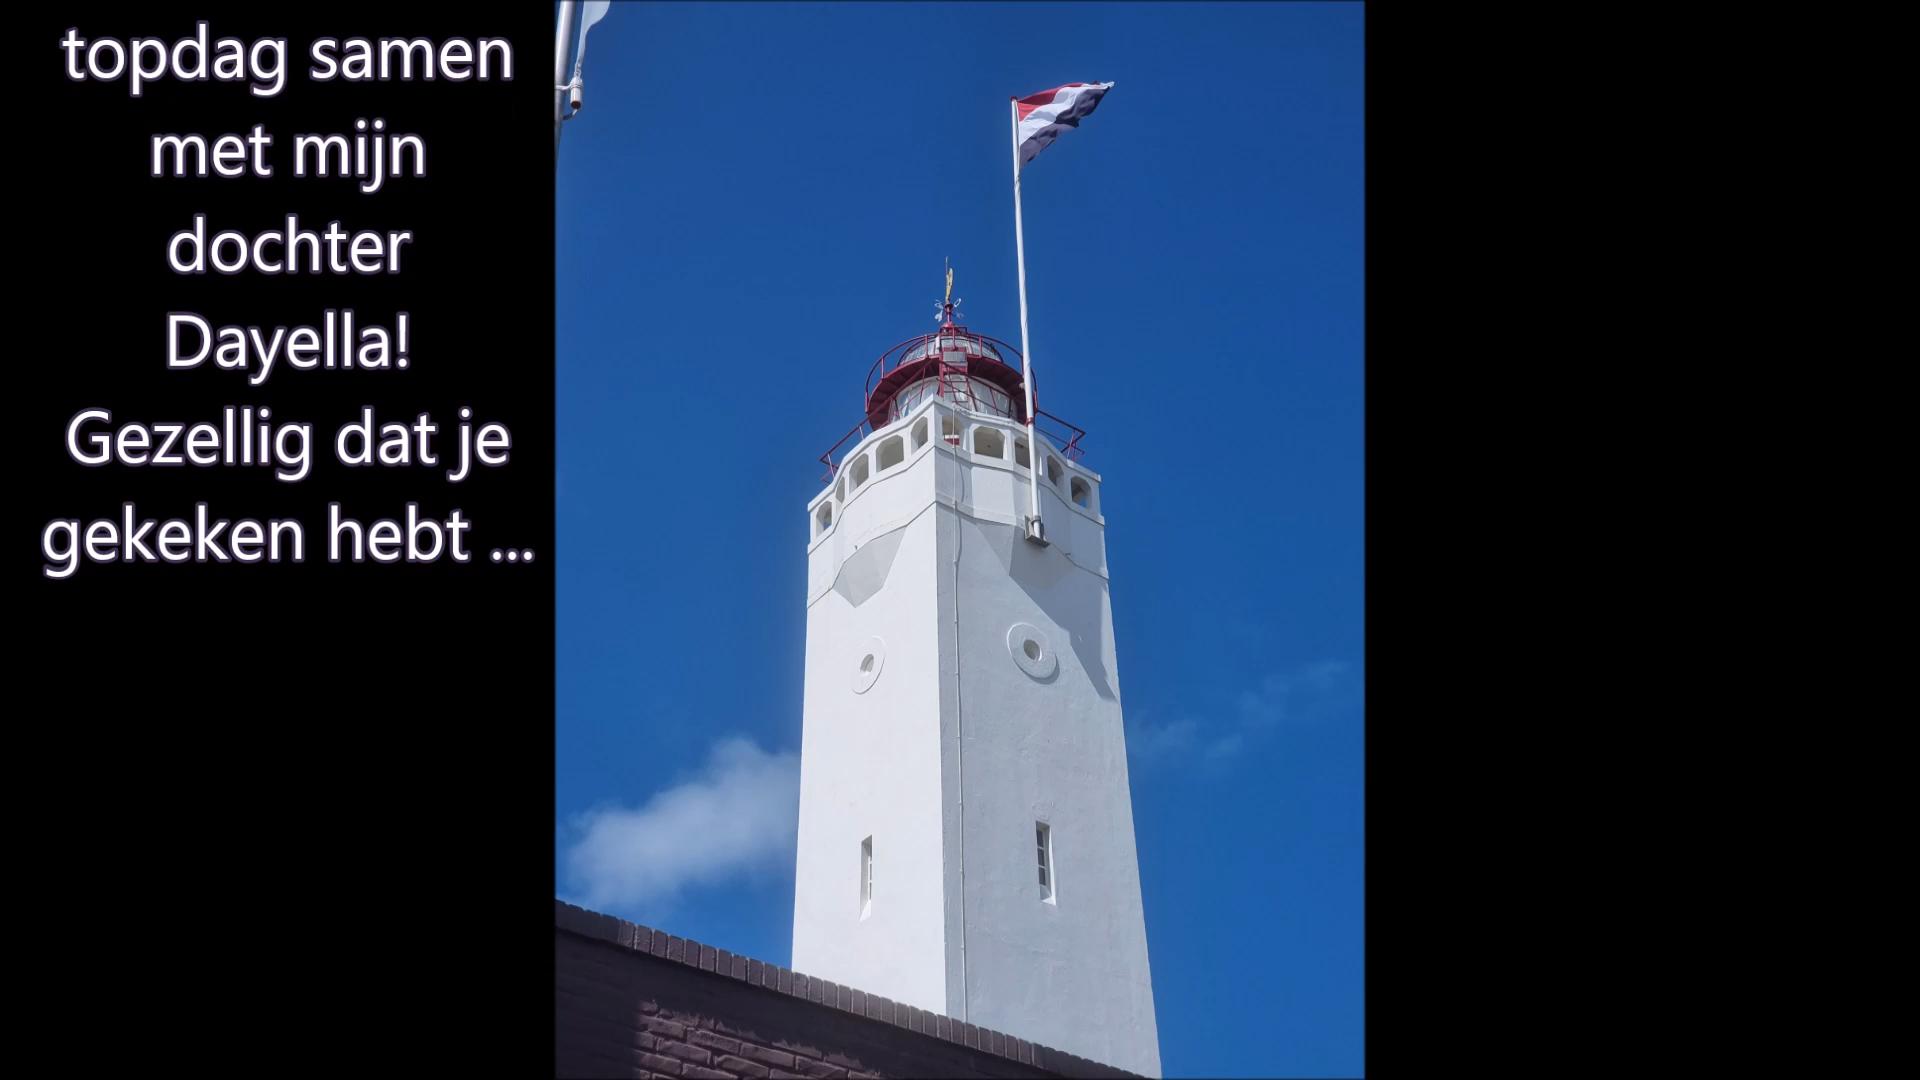 topdag samen
met mijn
dochter
Dayella!
Gezellig dat je
gekeken hebt ...